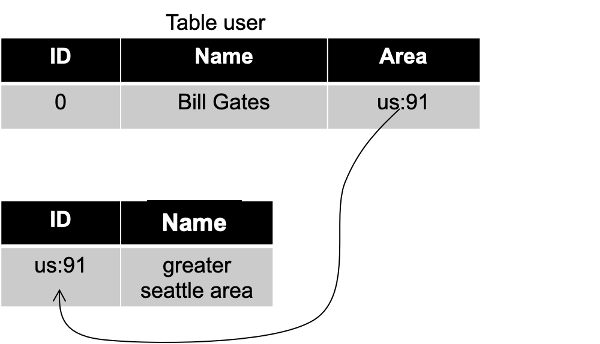 Table user
ID Name Area
0 Bill Gates us:91
ID Name
us:91 greater
seattle area